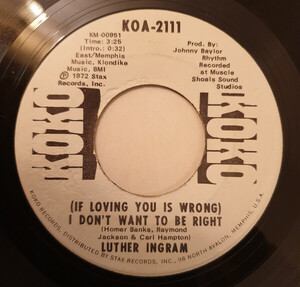 KOA-2111
KM-00951
Time: 3:25
(Intro.: 0:32)
East/Memphis
Music, Klondike
Music, BMI
℗ 1972 Stax
Records, Inc.
Prod. By:
Johnny Baylor
Rhythm
Recorded at
Muscle
Shoals Sound
Studios
KOKO
KOKO
(IF LOVING YOU IS WRONG)
I DON'T WANT TO BE RIGHT
(Homer Banks, Raymond
Jackson & Carl Hampton)
LUTHER INGRAM
KOKO RECORDS, DISTRIBUTED BY STAX RECORDS, INC., 98 NORTH AVALON, MEMPHIS, U.S.A.